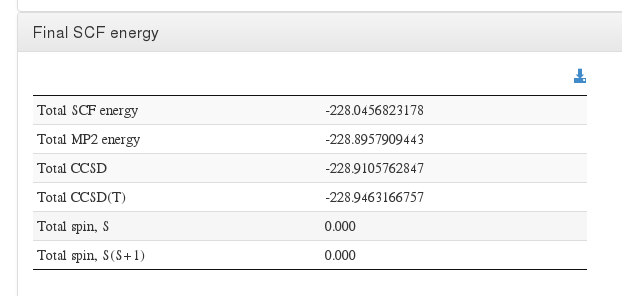 Final SCF energy
Total SCF energy -228.0456823178
Total MP2 energy -228.8957909443
Total CCSD -228.9105762847
Total CCSD(T) -228.9463166757
Total spin, S 0.000
Total spin, S(S+1) 0.000